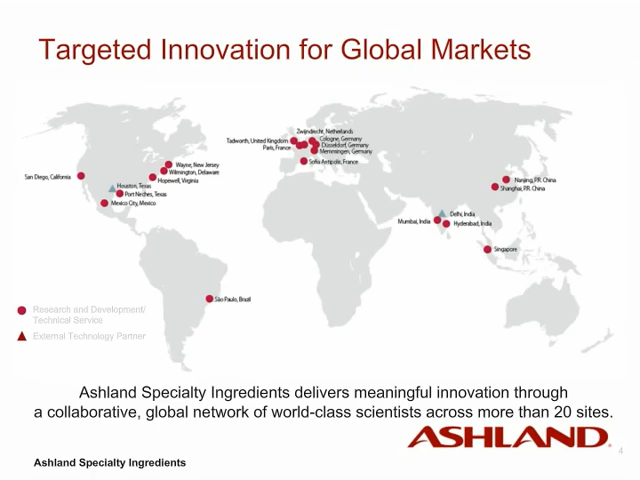 Targeted Innovation for Global Markets
Zwijndrecht, Netherlands
Tadworth, United Kingdom
Cologne, Germany
Paris, France
Düsseldorf, Germany
Memmingen, Germany
Sofia Antipolis, France
Wayne, New Jersey
Wilmington, Delaware
San Diego, California
Hopewell, Virginia
Houston, Texas
Port Neches, Texas
Mexico City, Mexico
Nanjing, P.R. China
Shanghai, P.R. China
Delhi, India
Mumbai, India
Hyderabad, India
Singapore
São Paulo, Brazil
Research and Development/
Technical Service
External Technology Partner
Ashland Specialty Ingredients delivers meaningful innovation through
a collaborative, global network of world-class scientists across more than 20 sites.
ASHLAND
4
Ashland Specialty Ingredients